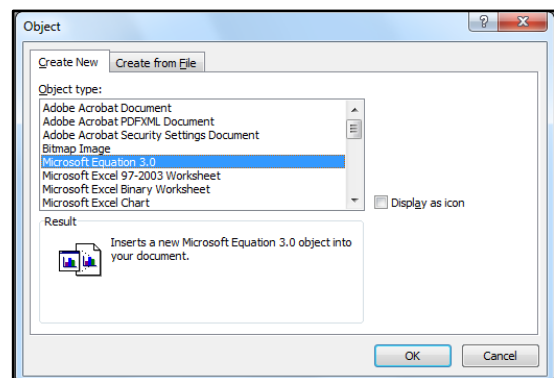 Object
Create New
Create from File
Object type:
Adobe Acrobat Document
Adobe Acrobat PDFXML Document
Adobe Acrobat Security Settings Document
Bitmap Image
Microsoft Equation 3.0
Microsoft Excel 97-2003 Worksheet
Microsoft Excel Binary Worksheet
Microsoft Excel Chart
Display as icon
Result
Inserts a new Microsoft Equation 3.0 object into
your document.
OK
Cancel